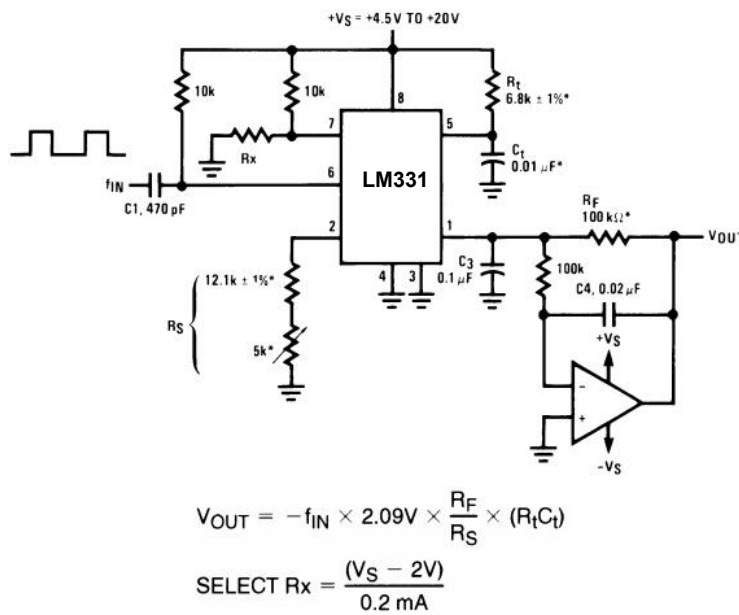 +VS = +4.5V TO +20V
10k
10k
Rt
6.8k ± 1%*
8
7
5
Rx
Ct
0.01 µF*
LM331
fIN
C1, 470 pF
6
RF
100 kΩ*
2
1
VOUT
C3
0.1 µF
100k
12.1k ± 1%*
4
3
C4, 0.02 µF
RS
+VS
5k*
−
+
−VS
VOUT = −fIN × 2.09V × RF/RS × (RtCt)
SELECT Rx = (VS − 2V)/0.2 mA